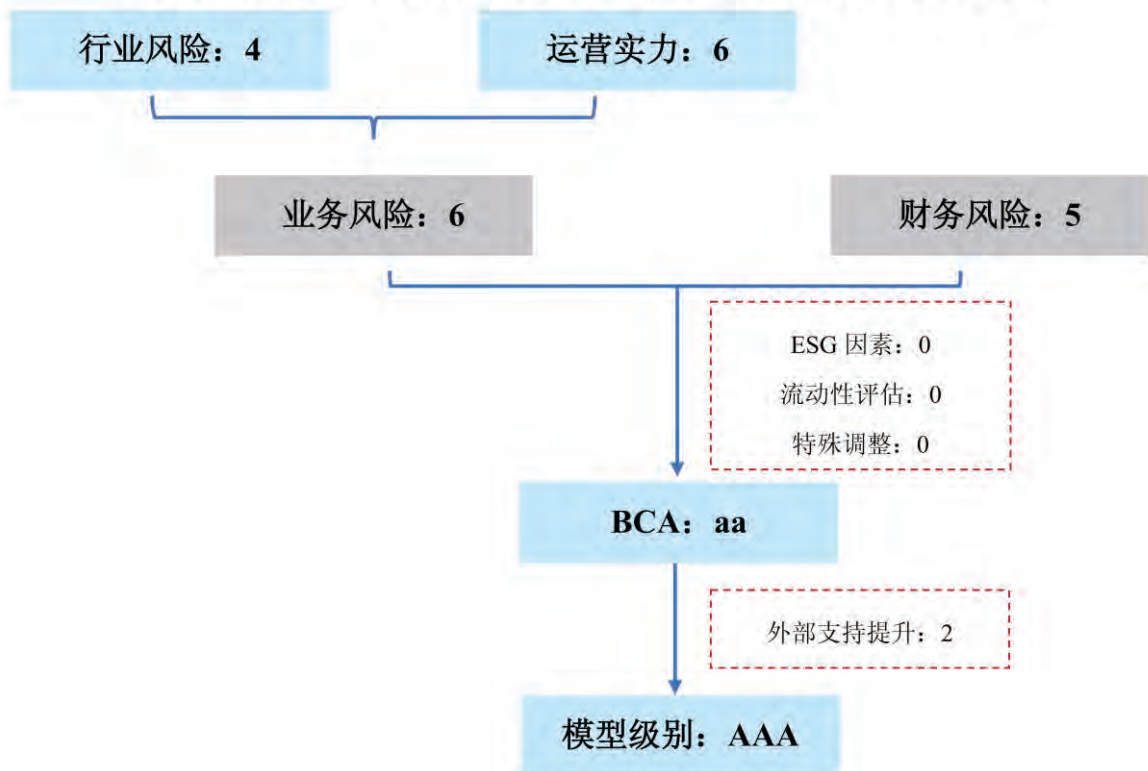 行业风险：4
运营实力：6
业务风险：6
财务风险：5
ESG 因素：0
流动性评估：0
特殊调整：0
BCA：aa
外部支持提升：2
模型级别：AAA